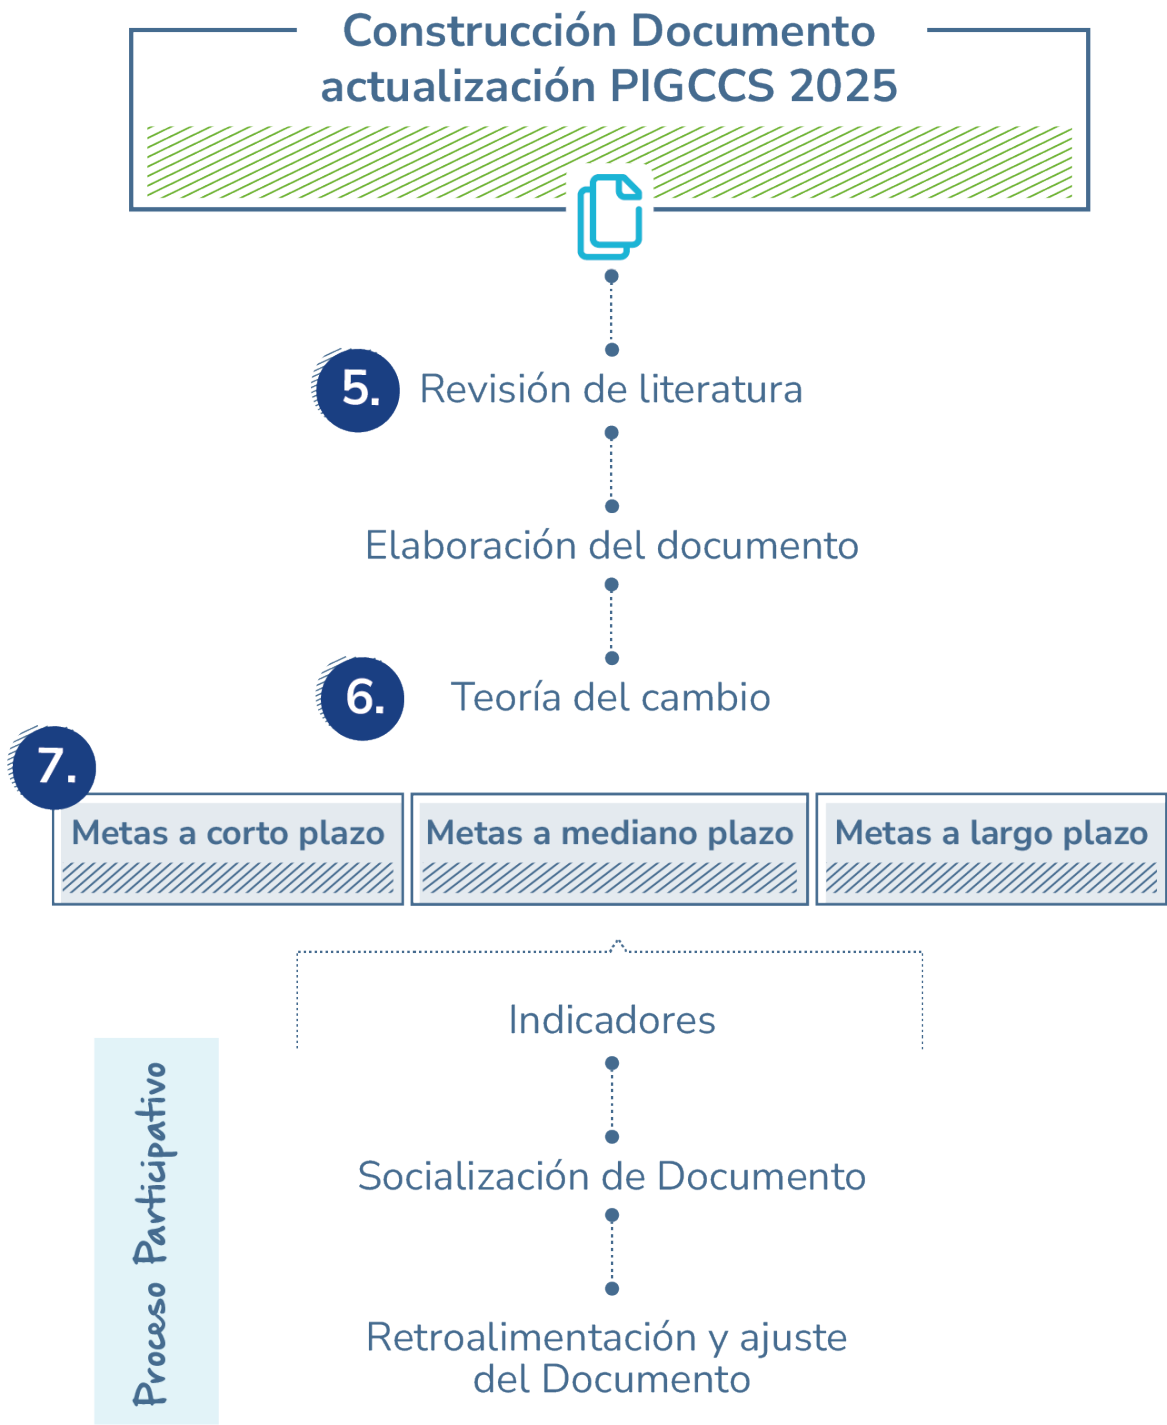 Construcción Documento
actualización PIGCCS 2025
5. Revisión de literatura
Elaboración del documento
6. Teoría del cambio
7.
Metas a corto plazo
Metas a mediano plazo
Metas a largo plazo
Indicadores
Proceso Participativo
Socialización de Documento
Retroalimentación y ajuste
del Documento